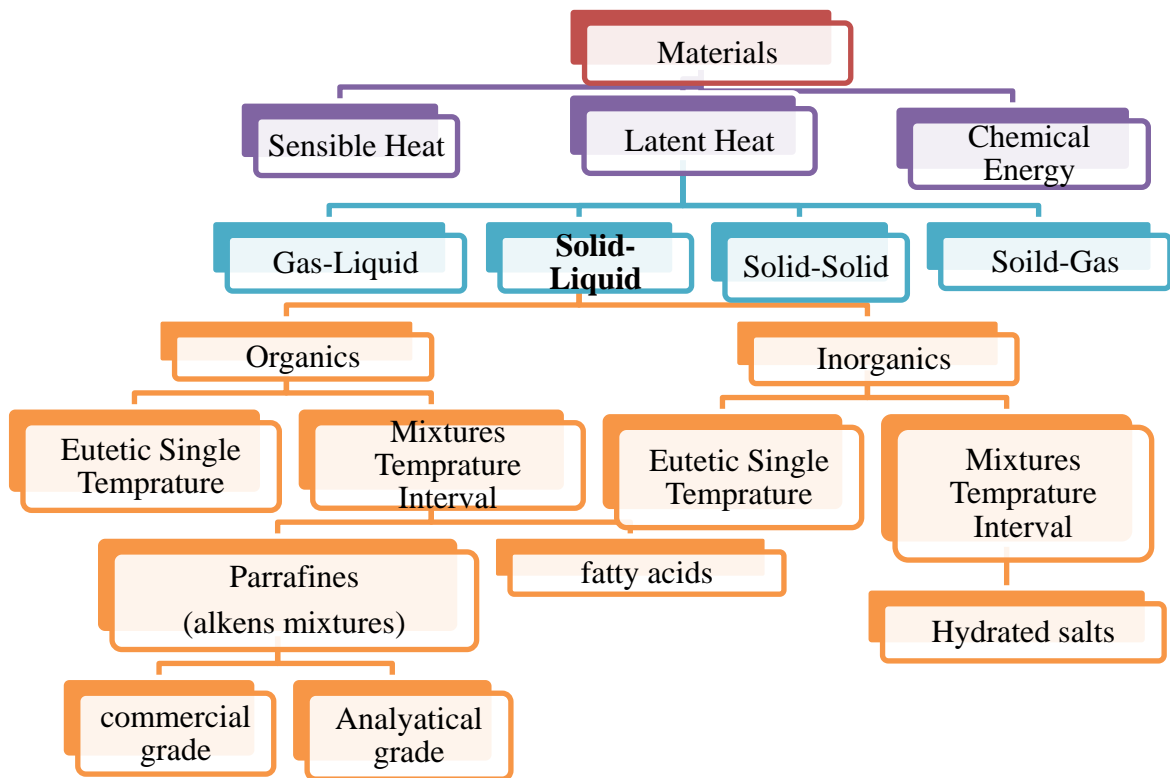 Materials
Sensible Heat
Latent Heat
Chemical
Energy
Gas-Liquid
Solid-
Liquid
Solid-Solid
Soild-Gas
Organics
Inorganics
Eutetic Single
Temprature
Mixtures
Temprature
Interval
Eutetic Single
Temprature
Mixtures
Temprature
Interval
Parrafines
(alkens mixtures)
fatty acids
Hydrated salts
commercial
grade
Analyatical
grade